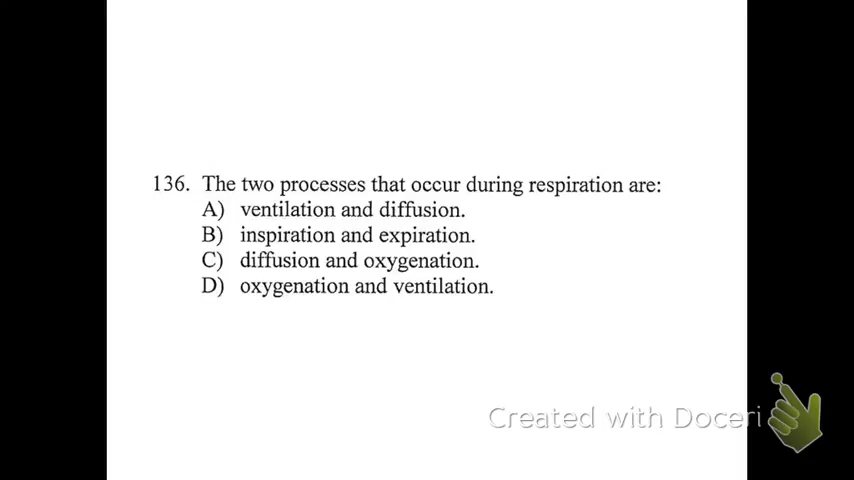 136. The two processes that occur during respiration are:
A) ventilation and diffusion.
B) inspiration and expiration.
C) diffusion and oxygenation.
D) oxygenation and ventilation.
Created with Doceri